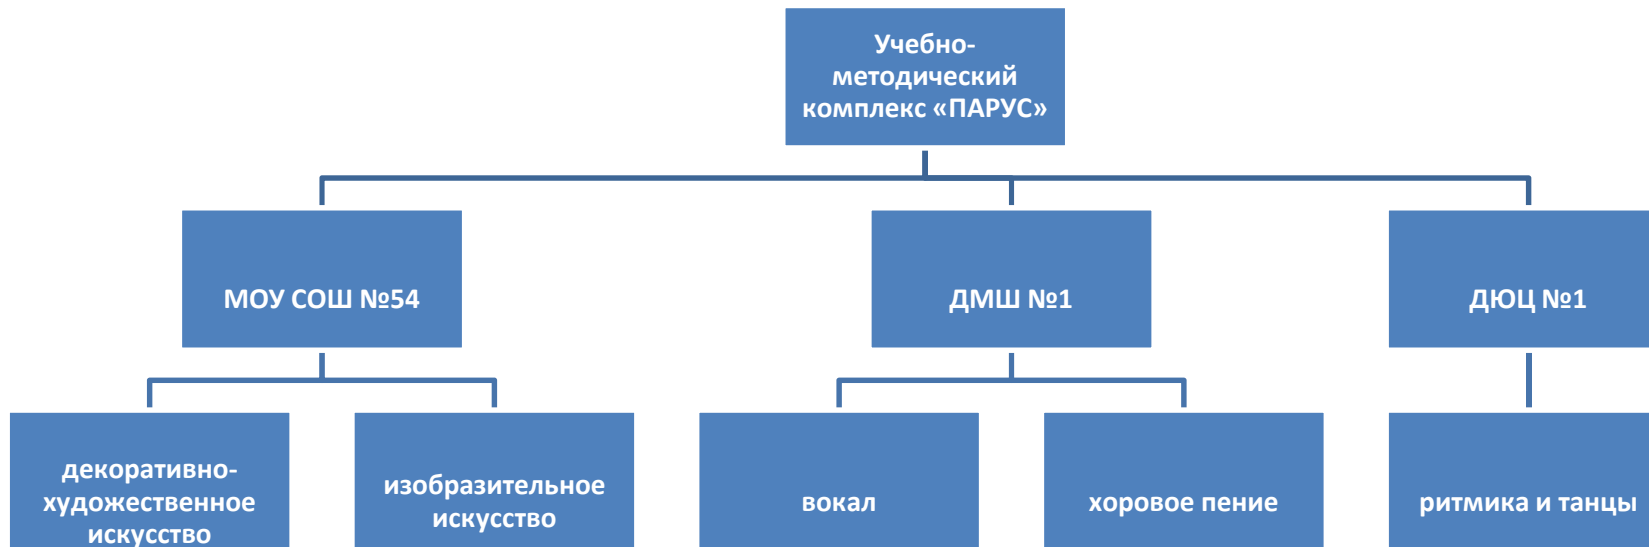 Учебно-
методический
комплекс «ПАРУС»
МОУ СОШ №54
ДМШ №1
ДЮЦ №1
декоративно-
художественное
искусство
изобразительное
искусство
вокал
хоровое пение
ритмика и танцы